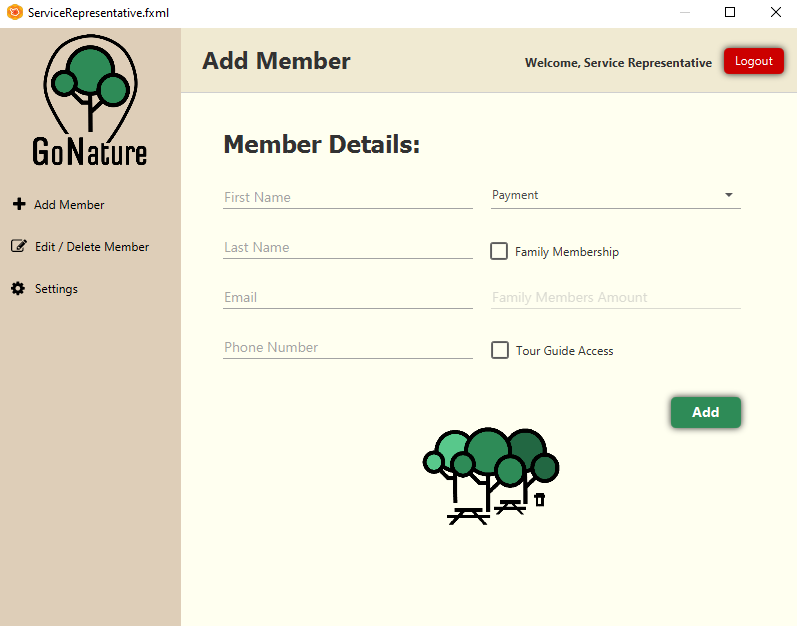 ServiceRepresentative.fxml
GoNature
Add Member
Edit / Delete Member
Settings
Add Member
Welcome, Service Representative
Logout
Member Details:
First Name
Payment
Last Name
Family Membership
Email
Family Members Amount
Phone Number
Tour Guide Access
Add